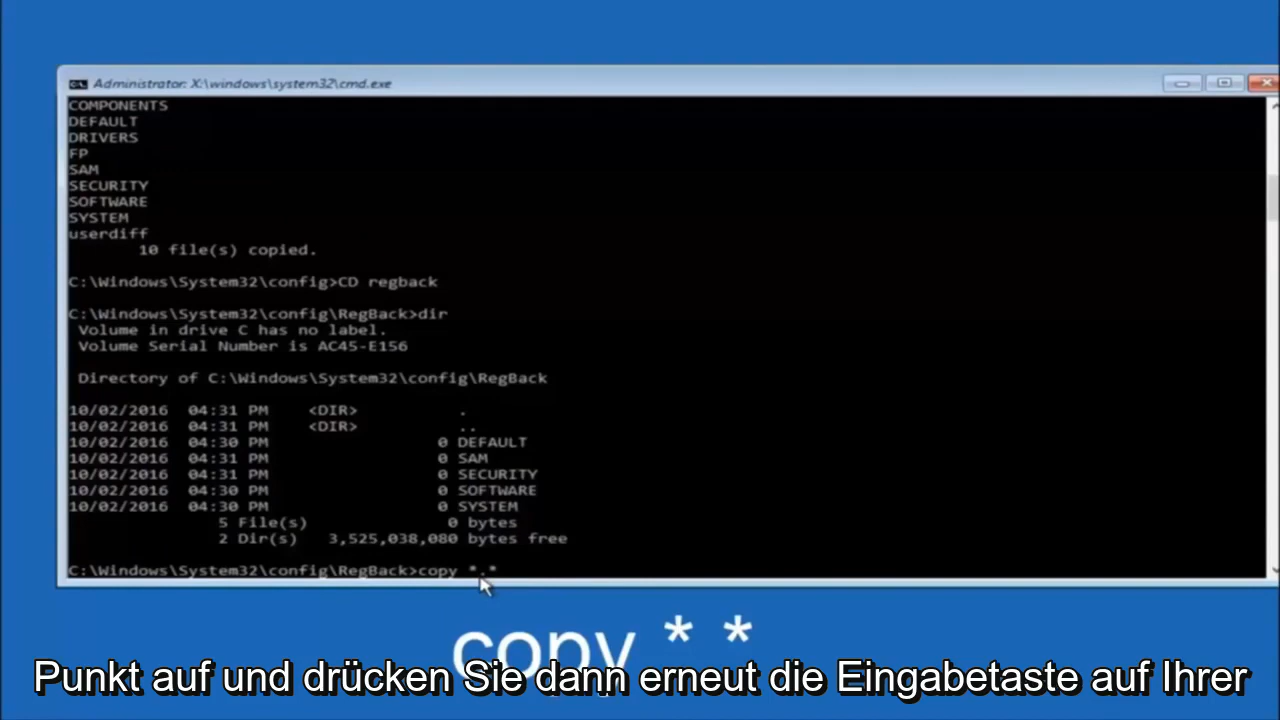 Administrator: X:\windows\system32\cmd.exe
COMPONENTS
DEFAULT
DRIVERS
FP
SAM
SECURITY
SOFTWARE
SYSTEM
userdiff
10 file(s) copied.
C:\Windows\System32\config>CD regback
C:\Windows\System32\config\RegBack>dir
Volume in drive C has no label.
Volume Serial Number is AC45-E156
Directory of C:\Windows\System32\config\RegBack
10/02/2016 04:31 PM <DIR> .
10/02/2016 04:31 PM <DIR> ..
10/02/2016 04:30 PM 0 DEFAULT
10/02/2016 04:31 PM 0 SAM
10/02/2016 04:31 PM 0 SECURITY
10/02/2016 04:30 PM 0 SOFTWARE
10/02/2016 04:30 PM 0 SYSTEM
5 File(s) 0 bytes
2 Dir(s) 3,525,038,080 bytes free
C:\Windows\System32\config\RegBack>copy *.*
copy * *
Punkt auf und drücken Sie dann erneut die Eingabetaste auf Ihrer